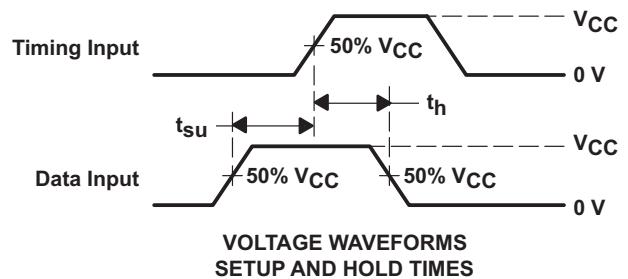 VCC
Timing Input
50% VCC
0 V
th
tsu
VCC
Data Input
50% VCC
50% VCC
0 V
VOLTAGE WAVEFORMS
SETUP AND HOLD TIMES